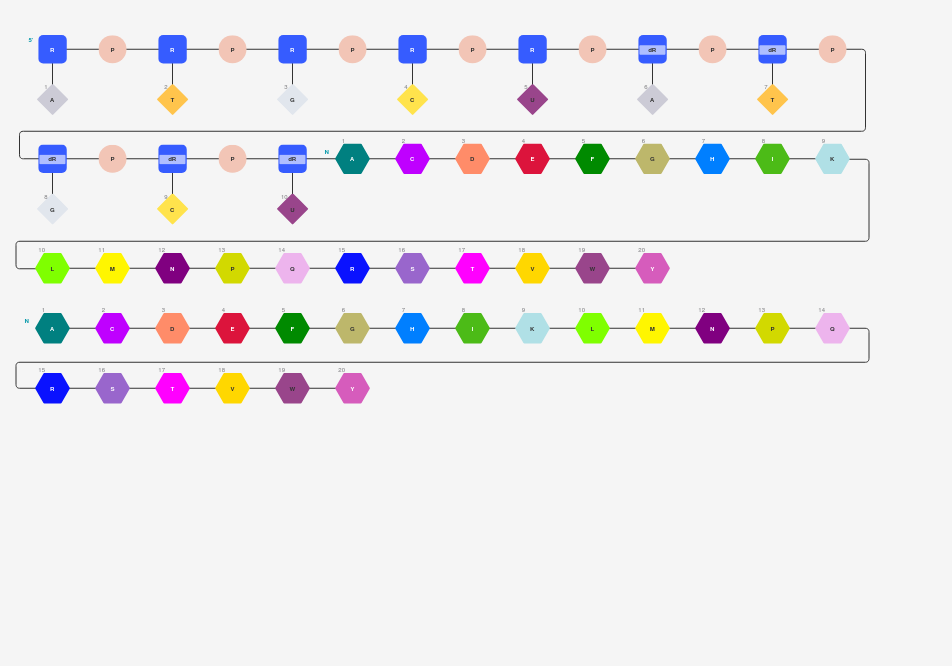 5' R P R P R P R P R P dR P dR P
1 2 3 4 5 6 7
A T G C U A T
dR P dR P dR N A C D E F G H I K
1 2 3 4 5 6 7 8 9
8 9 10
G C U
10 11 12 13 14 15 16 17 18 19 20
L M N P Q R S T V W Y
1 2 3 4 5 6 7 8 9 10 11 12 13 14
N A C D E F G H I K L M N P Q
15 16 17 18 19 20
R S T V W Y